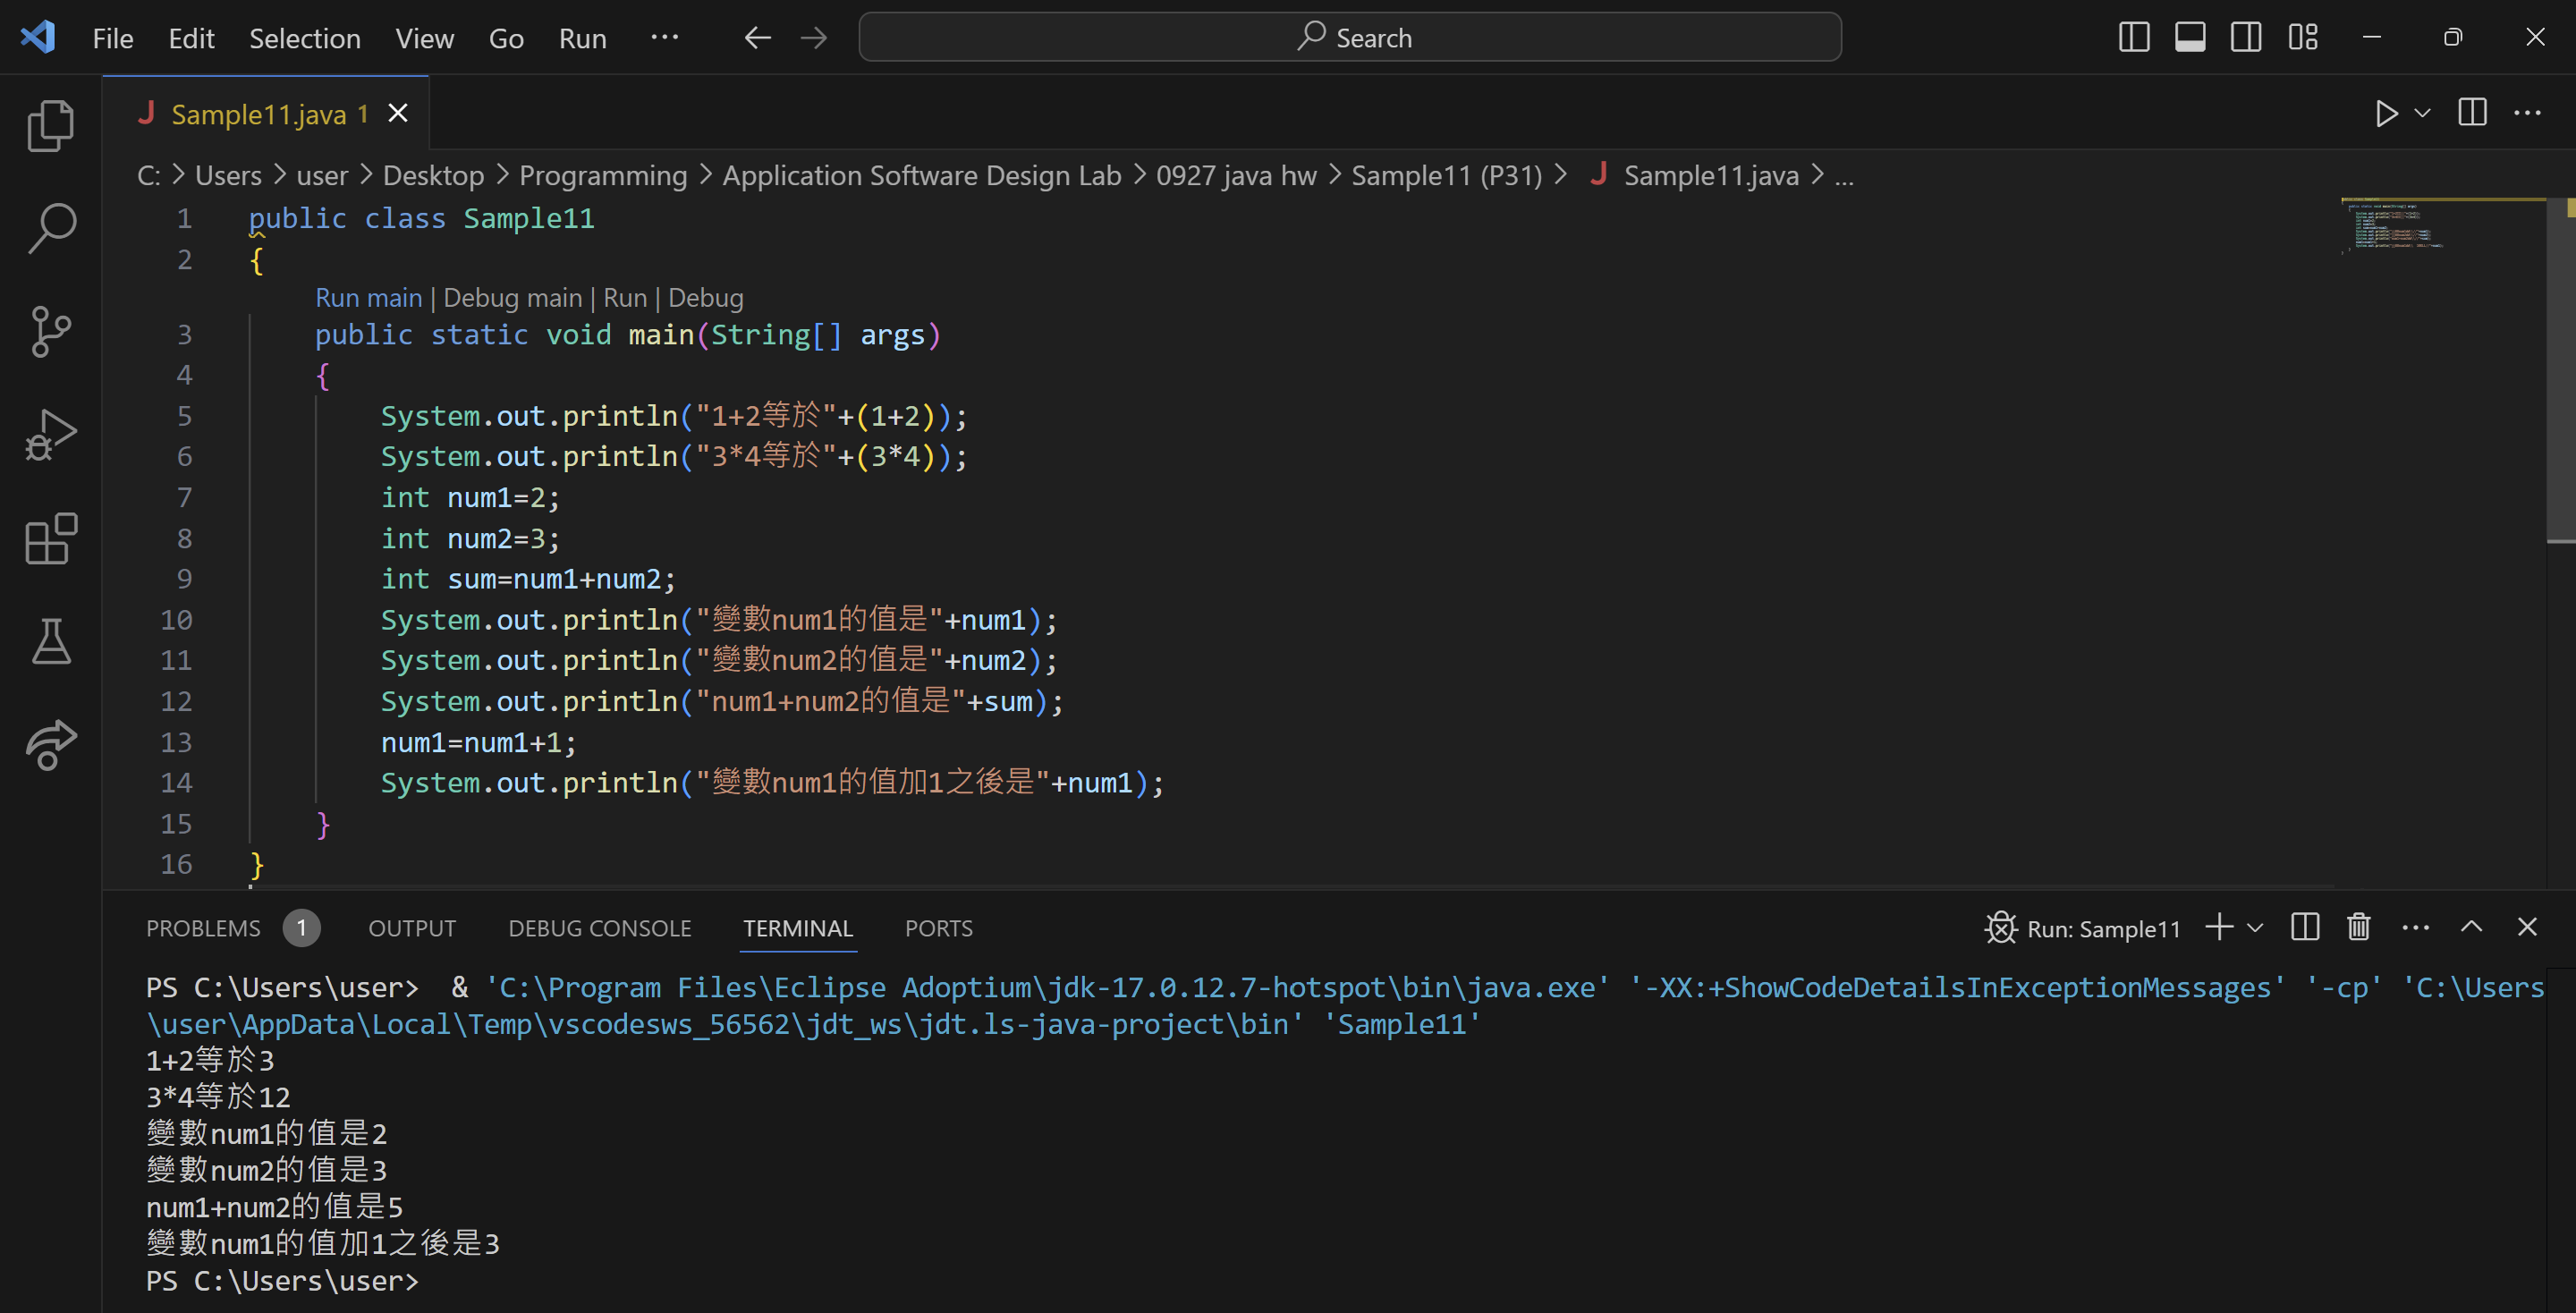 File Edit Selection View Go Run ··· Search
Sample11.java 1
C: > Users > user > Desktop > Programming > Application Software Design Lab > 0927 java hw > Sample11 (P31) > Sample11.java > ...
1 public class Sample11
2 {
Run main | Debug main | Run | Debug
3 public static void main(String[] args)
4 {
5 System.out.println("1+2等於"+(1+2));
6 System.out.println("3*4等於"+(3*4));
7 int num1=2;
8 int num2=3;
9 int sum=num1+num2;
10 System.out.println("變數num1的值是"+num1);
11 System.out.println("變數num2的值是"+num2);
12 System.out.println("num1+num2的值是"+sum);
13 num1=num1+1;
14 System.out.println("變數num1的值加1之後是"+num1);
15 }
16 }
PROBLEMS 1 OUTPUT DEBUG CONSOLE TERMINAL PORTS Run: Sample11
PS C:\Users\user>  & 'C:\Program Files\Eclipse Adoptium\jdk-17.0.12.7-hotspot\bin\java.exe' '-XX:+ShowCodeDetailsInExceptionMessages' '-cp' 'C:\Users
\user\AppData\Local\Temp\vscodesws_56562\jdt_ws\jdt.ls-java-project\bin' 'Sample11'
1+2等於3
3*4等於12
變數num1的值是2
變數num2的值是3
num1+num2的值是5
變數num1的值加1之後是3
PS C:\Users\user>